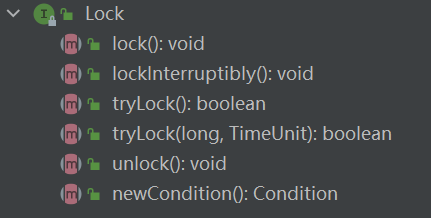 Lock
lock(): void
lockInterruptibly(): void
tryLock(): boolean
tryLock(long, TimeUnit): boolean
unlock(): void
newCondition(): Condition